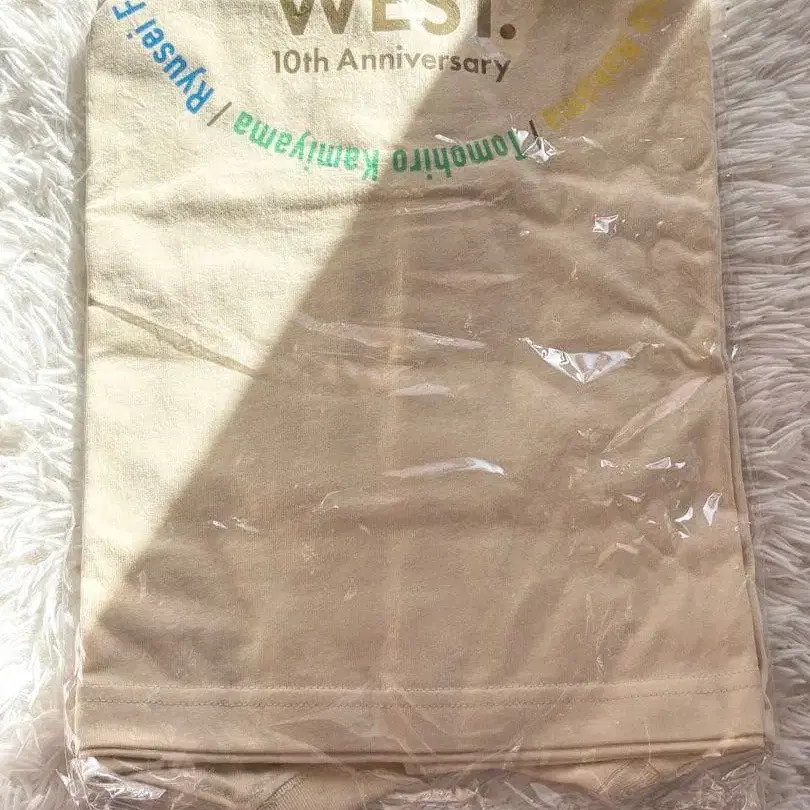 WEST.
10th Anniversary
Ryusei F
/ Tomohiro Kamiyama /